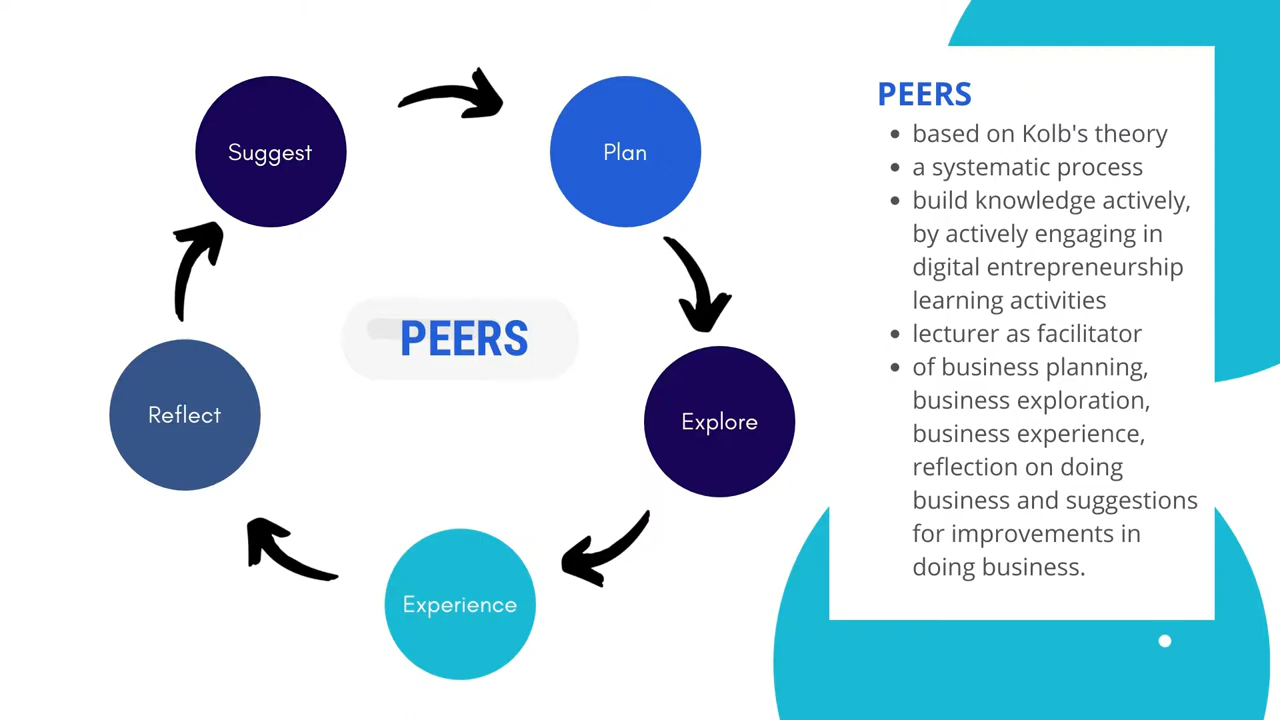 Suggest
Plan
PEERS
Explore
Reflect
Experience
PEERS
based on Kolb's theory
a systematic process
build knowledge actively,
by actively engaging in
digital entrepreneurship
learning activities
lecturer as facilitator
of business planning,
business exploration,
business experience,
reflection on doing
business and suggestions
for improvements in
doing business.